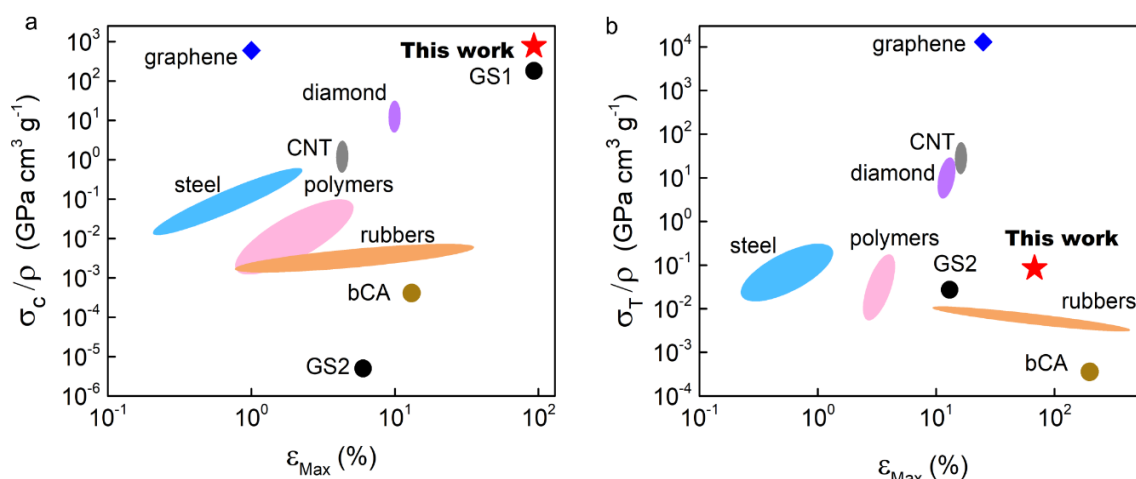 a
σC/ρ (GPa cm³ g⁻¹)
10³
10²
10¹
10⁰
10⁻¹
10⁻²
10⁻³
10⁻⁴
10⁻⁵
10⁻⁶
graphene
This work
GS1
diamond
CNT
steel
polymers
rubbers
bCA
GS2
10⁻¹ 10⁰ 10¹ 10²
εMax (%)
b
σT/ρ (GPa cm³ g⁻¹)
10⁴
10³
10²
10¹
10⁰
10⁻¹
10⁻²
10⁻³
10⁻⁴
graphene
CNT
diamond
steel
polymers
This work
GS2
rubbers
bCA
10⁻¹ 10⁰ 10¹ 10²
εMax (%)